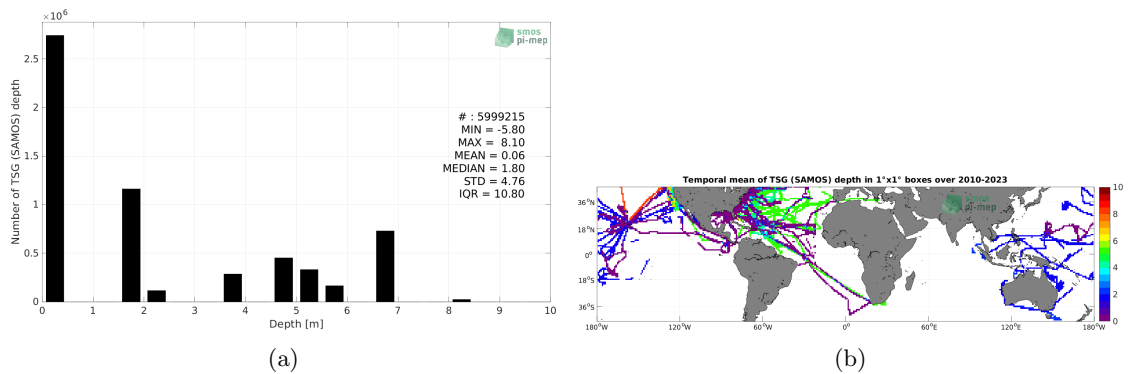 ×10⁶
smos
pi-mep
2.5
2
1.5
1
0.5
0
Number of TSG (SAMOS) depth
# : 5999215
MIN = -5.80
MAX = 8.10
MEAN = 0.06
MEDIAN = 1.80
STD = 4.76
IQR = 10.80
0 1 2 3 4 5 6 7 8 9 10
Depth [m]
(a)
Temporal mean of TSG (SAMOS) depth in 1°x1° boxes over 2010-2023
smos
pi-mep
36°N
18°N
0°
18°S
36°S
180°W 120°W 60°W 0° 60°E 120°E 180°E
10
8
6
4
2
0
(b)